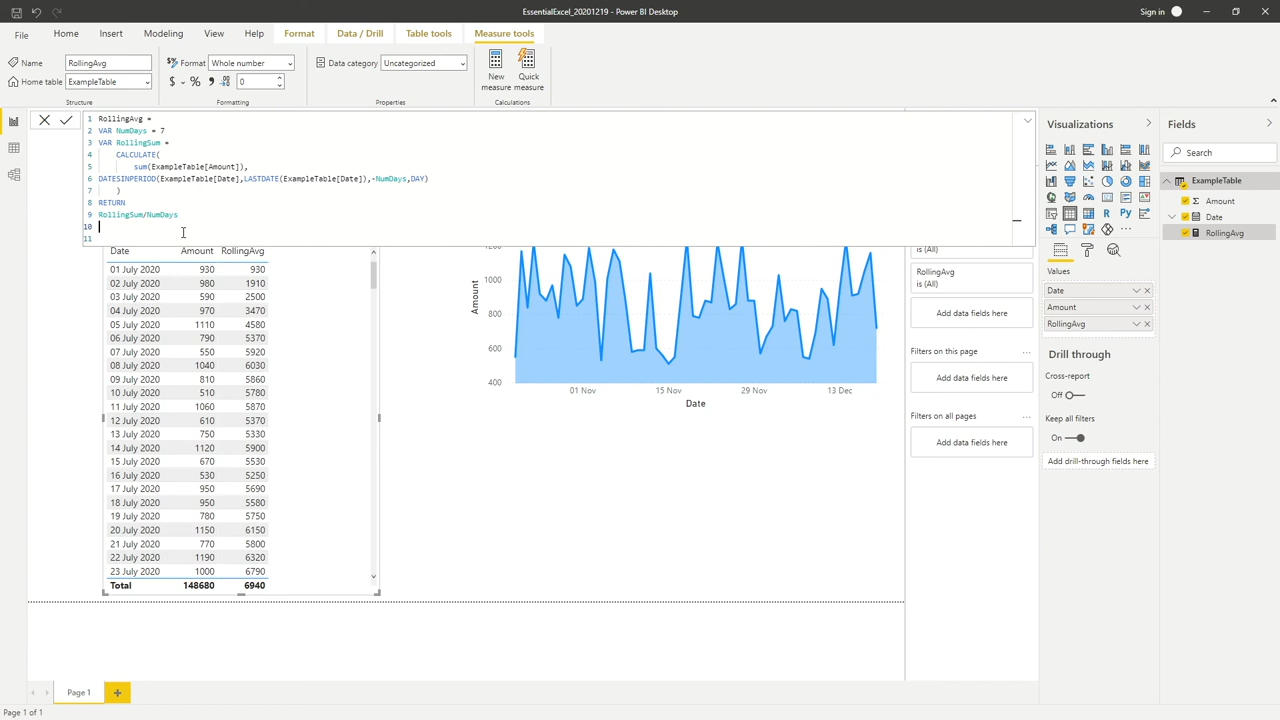 EssentialExcel_20201219 - Power BI Desktop
Sign in
File
Home
Insert
Modeling
View
Help
Format
Data / Drill
Table tools
Measure tools
Name
RollingAvg
Format
Whole number
Data category
Uncategorized
Home table
ExampleTable
$
%
0
New
measure
Quick
measure
Structure
Formatting
Properties
Calculations
1 RollingAvg =
2 VAR NumDays = 7
3 VAR RollingSum =
4 CALCULATE(
5 sum(ExampleTable[Amount]),
6 DATESINPERIOD(ExampleTable[Date],LASTDATE(ExampleTable[Date]),-NumDays,DAY)
7 )
8 RETURN
9 RollingSum/NumDays
10
11
Date Amount RollingAvg
01 July 2020 930 930
02 July 2020 980 1910
03 July 2020 590 2500
04 July 2020 970 3470
05 July 2020 1110 4580
06 July 2020 790 5370
07 July 2020 550 5920
08 July 2020 1040 6030
09 July 2020 810 5860
10 July 2020 510 5780
11 July 2020 1060 5870
12 July 2020 610 5370
13 July 2020 750 5330
14 July 2020 1120 5900
15 July 2020 670 5530
16 July 2020 530 5250
17 July 2020 950 5690
18 July 2020 950 5580
19 July 2020 780 5750
20 July 2020 1150 6150
21 July 2020 770 5800
22 July 2020 1190 6320
23 July 2020 1000 6790
Total 148680 6940
Amount
1200
1000
800
600
400
01 Nov
15 Nov
29 Nov
13 Dec
Date
is (All)
RollingAvg
is (All)
Add data fields here
Filters on this page
Add data fields here
Filters on all pages
Add data fields here
Visualizations
R
Py
Values
Date
Amount
RollingAvg
Drill through
Cross-report
Off
Keep all filters
On
Add drill-through fields here
Fields
Search
ExampleTable
Σ Amount
Date
RollingAvg
Page 1
Page 1 of 1